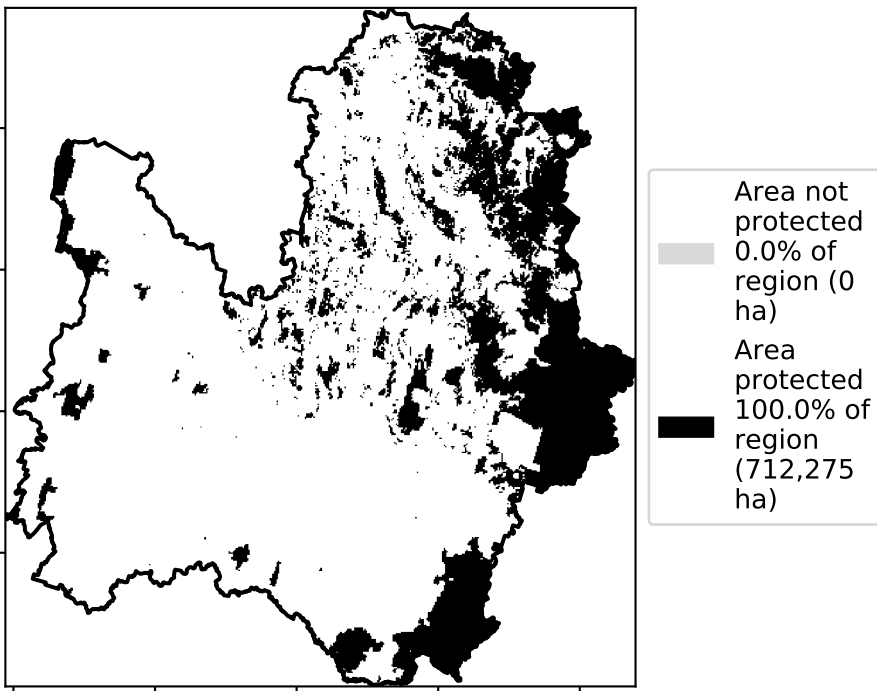 Area not
protected
0.0% of
region (0
ha)
Area
protected
100.0% of
region
(712,275
ha)